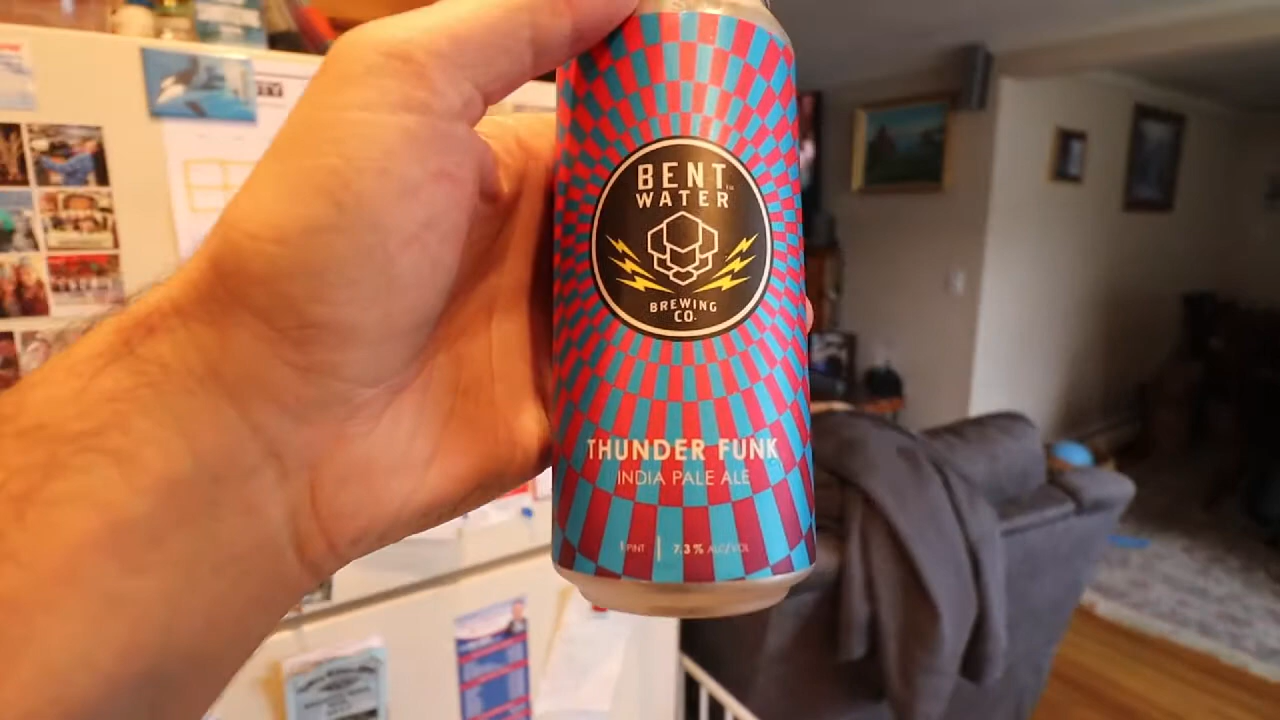 BENT
WATER
BREWING
CO.
THUNDER FUNK
INDIA PALE ALE
1 PINT | 7.3% ALC/VOL